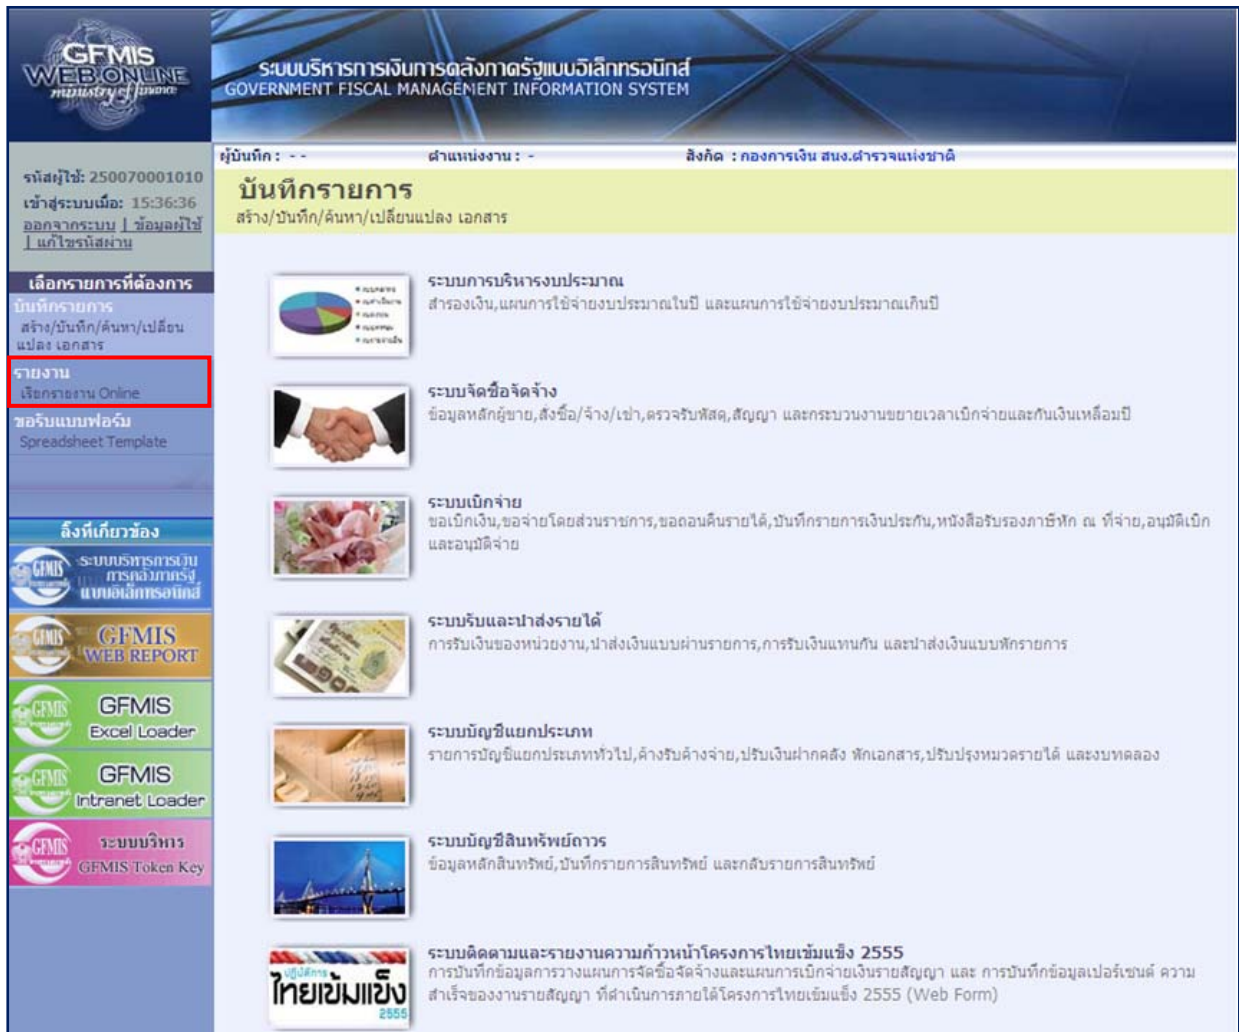 GFMIS
WEB ONLINE
ministry of finance
ระบบบริหารการเงินการคลังภาครัฐแบบอิเล็กทรอนิกส์
GOVERNMENT FISCAL MANAGEMENT INFORMATION SYSTEM
ผู้บันทึก : - - ตำแหน่งงาน : - สังกัด : กองการเงิน สนง.ตำรวจแห่งชาติ
รหัสผู้ใช้: 250070001010
เข้าสู่ระบบเมื่อ: 15:36:36
ออกจากระบบ | ข้อมูลผู้ใช้
| แก้ไขรหัสผ่าน
เลือกรายการที่ต้องการ
บันทึกรายการ
สร้าง/บันทึก/ค้นหา/เปลี่ยน
แปลง เอกสาร
รายงาน
เรียกรายงาน Online
ขอรับแบบฟอร์ม
Spreadsheet Template
ลิ้งที่เกี่ยวข้อง
GFMIS
ระบบบริหารการเงิน
การคลังภาครัฐ
แบบอิเล็กทรอนิกส์
GFMIS
GFMIS
WEB REPORT
GFMIS
GFMIS
Excel Loader
GFMIS
GFMIS
Intranet Loader
GFMIS
ระบบบริหาร
GFMIS Token Key
บันทึกรายการ
สร้าง/บันทึก/ค้นหา/เปลี่ยนแปลง เอกสาร
ระบบการบริหารงบประมาณ
สำรองเงิน,แผนการใช้จ่ายงบประมาณในปี และแผนการใช้จ่ายงบประมาณเกินปี
ระบบจัดซื้อจัดจ้าง
ข้อมูลหลักผู้ขาย,สั่งซื้อ/จ้าง/เช่า,ตรวจรับพัสดุ,สัญญา และกระบวนงานขยายเวลาเบิกจ่ายและกันเงินเหลื่อมปี
ระบบเบิกจ่าย
ขอเบิกเงิน,ขอจ่ายโดยส่วนราชการ,ขอถอนคืนรายได้,บันทึกรายการเงินประกัน,หนังสือรับรองภาษีหัก ณ ที่จ่าย,อนุมัติเบิก
และอนุมัติจ่าย
ระบบรับและนำส่งรายได้
การรับเงินของหน่วยงาน,นำส่งเงินแบบผ่านรายการ,การรับเงินแทนกัน และนำส่งเงินแบบพักรายการ
ระบบบัญชีแยกประเภท
รายการบัญชีแยกประเภททั่วไป,ค้างรับค้างจ่าย,ปรับเงินฝากคลัง พักเอกสาร,ปรับปรุงหมวดรายได้ และงบทดลอง
ระบบบัญชีสินทรัพย์ถาวร
ข้อมูลหลักสินทรัพย์,บันทึกรายการสินทรัพย์ และกลับรายการสินทรัพย์
ปฏิบัติการ
ไทยเข้มแข็ง
2555
ระบบติดตามและรายงานความก้าวหน้าโครงการไทยเข้มแข็ง 2555
การบันทึกข้อมูลการวางแผนการจัดซื้อจัดจ้างและแผนการเบิกจ่ายเงินรายสัญญา และ การบันทึกข้อมูลเปอร์เซนต์ ความ
สำเร็จของงานรายสัญญา ที่ดำเนินการภายใต้โครงการไทยเข้มแข็ง 2555 (Web Form)